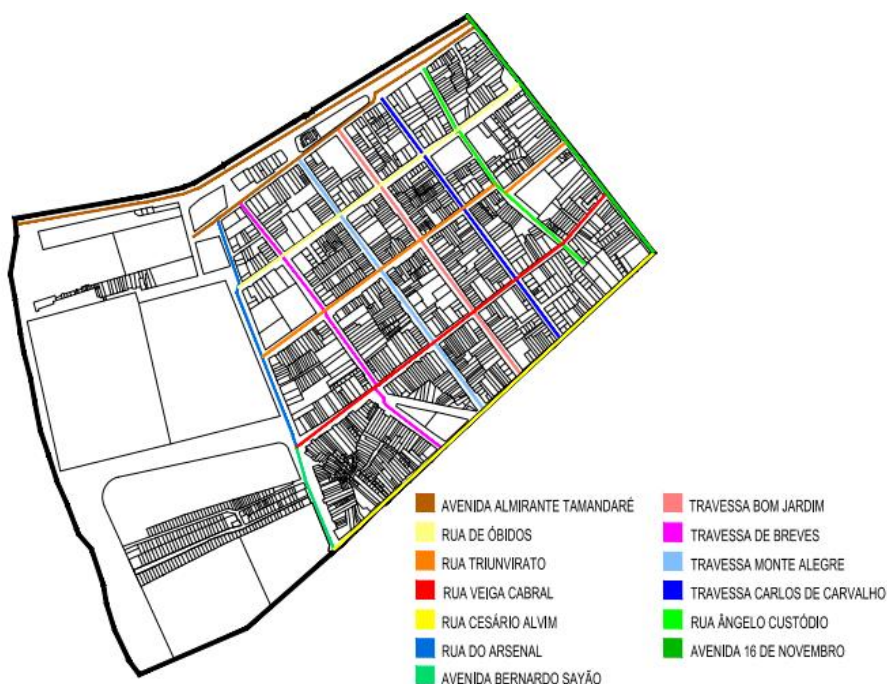 AVENIDA ALMIRANTE TAMANDARÉ
RUA DE ÓBIDOS
RUA TRIUNVIRATO
RUA VEIGA CABRAL
RUA CESÁRIO ALVIM
RUA DO ARSENAL
AVENIDA BERNARDO SAYÃO
TRAVESSA BOM JARDIM
TRAVESSA DE BREVES
TRAVESSA MONTE ALEGRE
TRAVESSA CARLOS DE CARVALHO
RUA ÂNGELO CUSTÓDIO
AVENIDA 16 DE NOVEMBRO